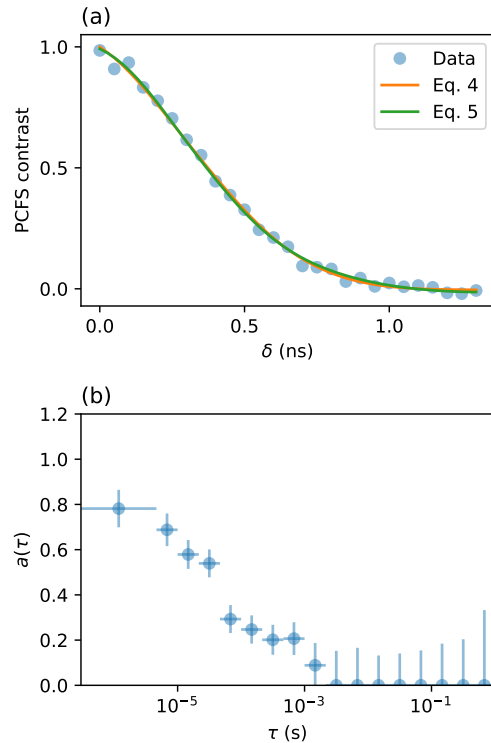 (a)
1.0
0.5
0.0
PCFS contrast
Data
Eq. 4
Eq. 5
0.0 0.5 1.0
δ (ns)
(b)
1.2
1.0
0.8
0.6
0.4
0.2
0.0
a(τ)
10⁻⁵ 10⁻³ 10⁻¹
τ (s)